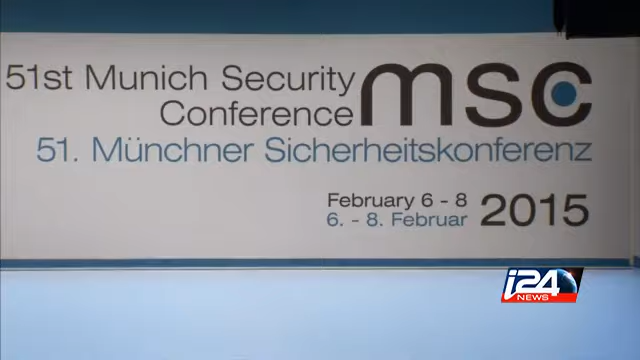 51st Munich Security
Conference
msc
51. Münchner Sicherheitskonferenz
February 6 - 8
6. - 8. Februar
2015
i24
NEWS